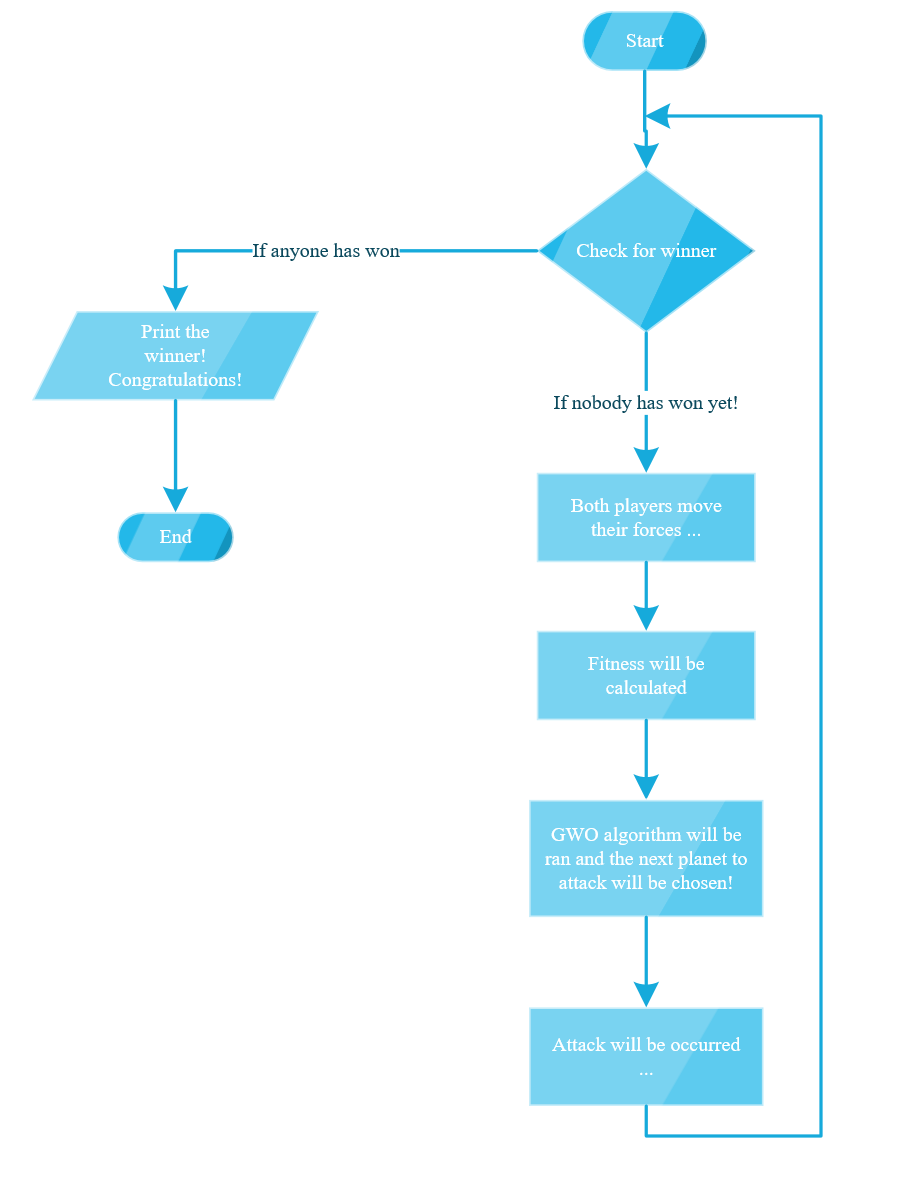 Start
Check for winner
If anyone has won
Print the
winner!
Congratulations!
End
If nobody has won yet!
Both players move
their forces ...
Fitness will be
calculated
GWO algorithm will be
ran and the next planet to
attack will be chosen!
Attack will be occurred
...